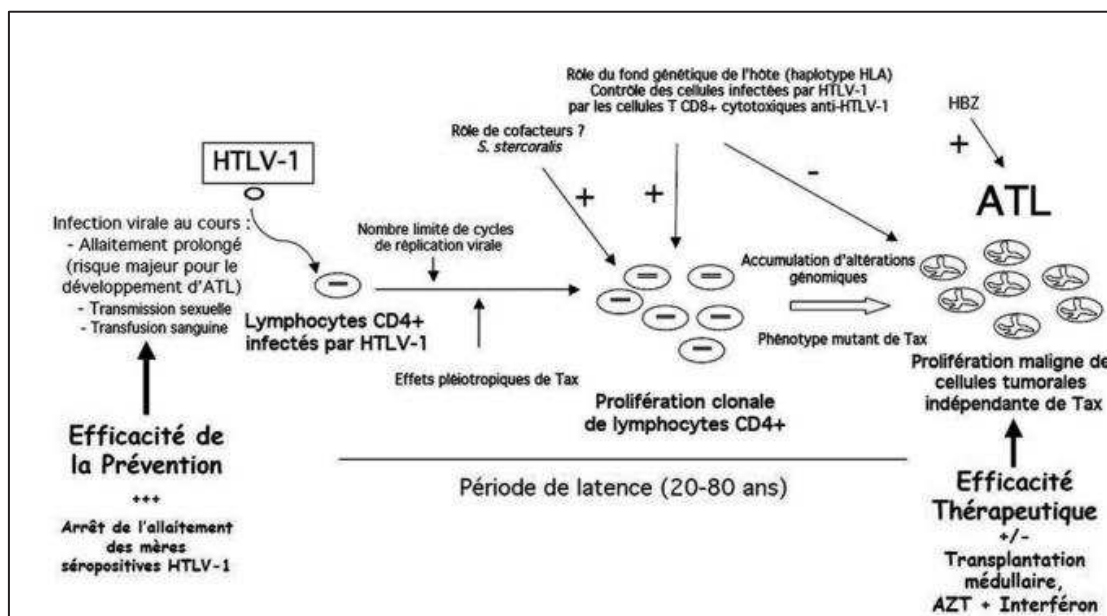 Rôle du fond génétique de l'hôte (haplotype HLA)
Contrôle des cellules infectées par HTLV-1
par les cellules T CD8+ cytotoxiques anti-HTLV-1
HBZ
+
Rôle de cofacteurs ?
S. stercoralis
+
+
-
ATL
HTLV-1
Infection virale au cours :
- Allaitement prolongé
(risque majeur pour le
développement d'ATL)
- Transmission sexuelle
- Transfusion sanguine
Nombre limité de cycles
de réplication virale
Lymphocytes CD4+
infectés par HTLV-1
Effets pléiotropiques de Tax
Accumulation d'altérations
génomiques
Phénotype mutant de Tax
Prolifération clonale
de lymphocytes CD4+
Prolifération maligne de
cellules tumorales
indépendante de Tax
Efficacité de
la Prévention
+++
Arrêt de l'allaitement
des mères
séropositives HTLV-1
Période de latence (20-80 ans)
Efficacité
Thérapeutique
+/-
Transplantation
médullaire,
AZT + Interféron